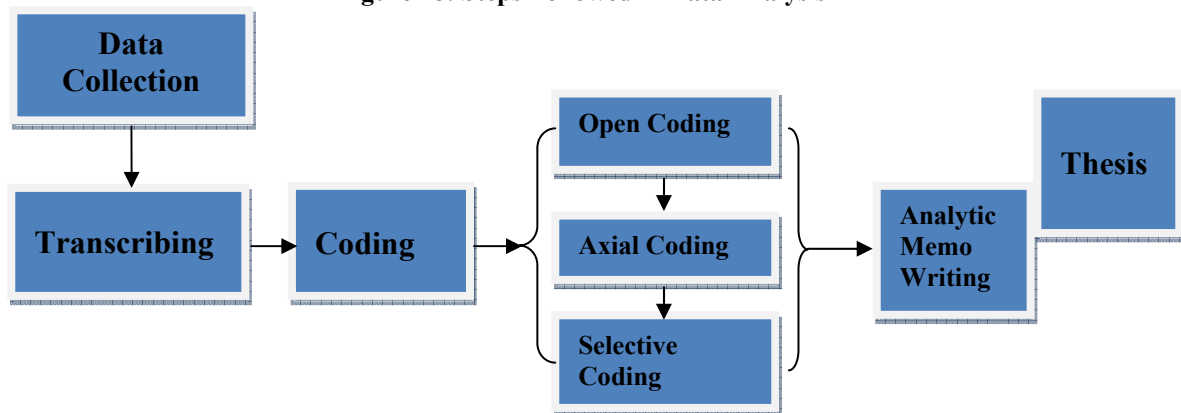 Data
Collection
Transcribing
Coding
Open Coding
Axial Coding
Selective
Coding
Analytic
Memo
Writing
Thesis